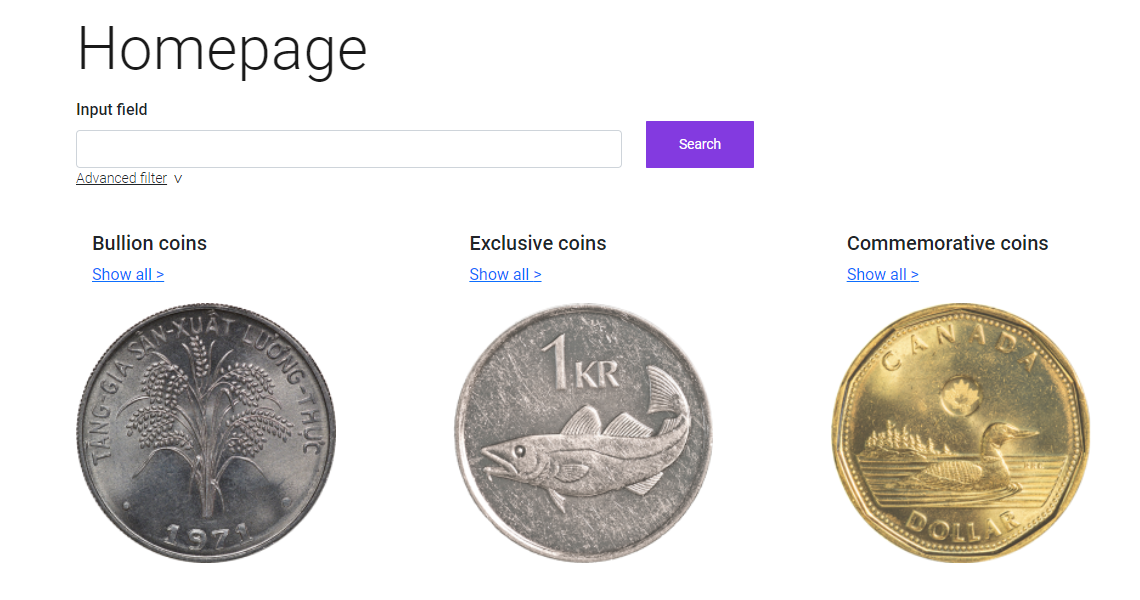 Homepage
Input field
Search
Advanced filter v
Bullion coins
Exclusive coins
Commemorative coins
Show all >
Show all >
Show all >
TĂNG-GIA SẢN-XUẤT LƯƠNG-THỰC
1971
1 KR
CANADA
DOLLAR